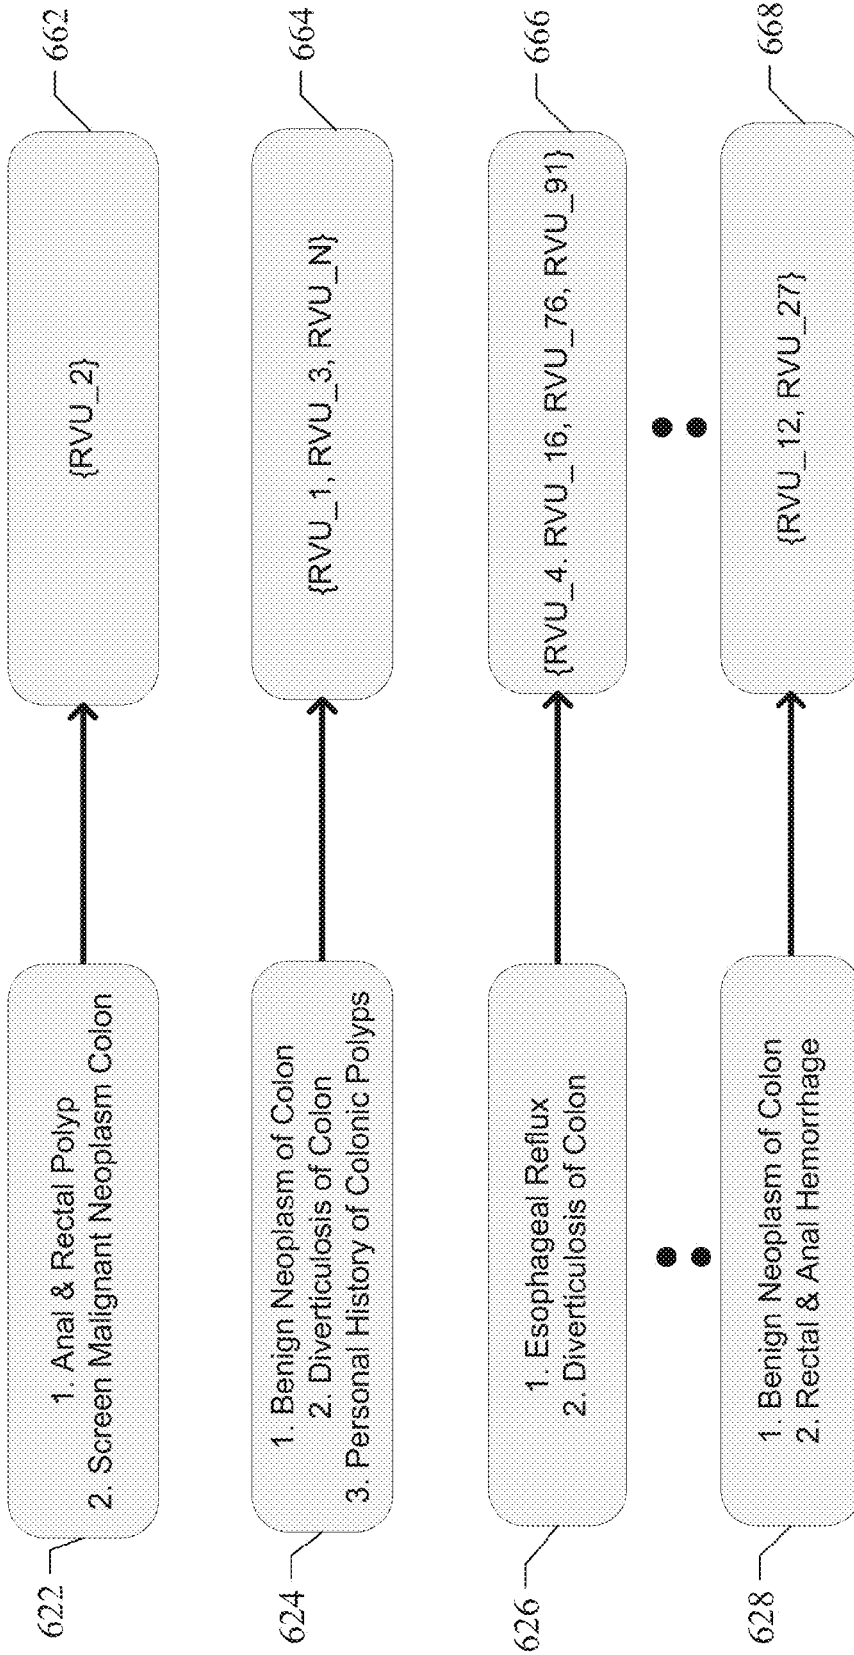 622
1. Anal & Rectal Polyp
2. Screen Malignant Neoplasm Colon
{RVU_2}
662
624
1. Benign Neoplasm of Colon
2. Diverticulosis of Colon
3. Personal History of Colonic Polyps
{RVU_1, RVU_3, RVU_N}
664
626
1. Esophageal Reflux
2. Diverticulosis of Colon
{RVU_4. RVU_16, RVU_76, RVU_91}
666
628
1. Benign Neoplasm of Colon
2. Rectal & Anal Hemorrhage
{RVU_12, RVU_27}
668